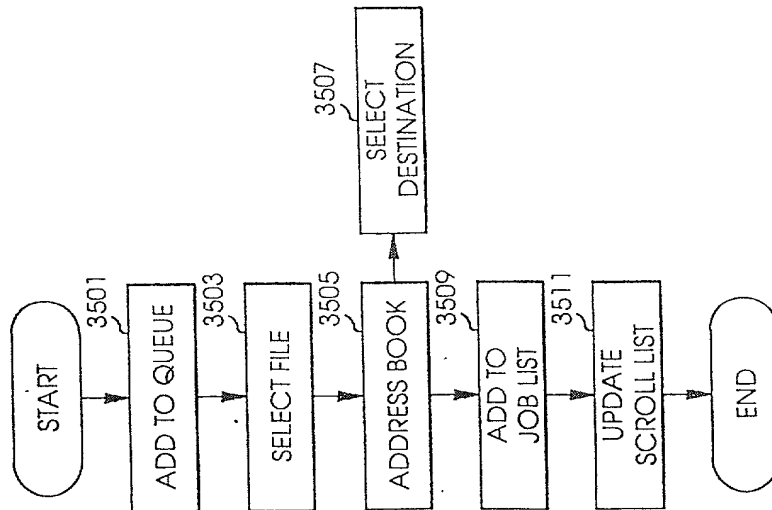 START
3501
ADD TO QUEUE
3503
SELECT FILE
3505
ADDRESS BOOK
3507
SELECT
DESTINATION
3509
ADD TO
JOB LIST
3511
UPDATE
SCROLL LIST
END